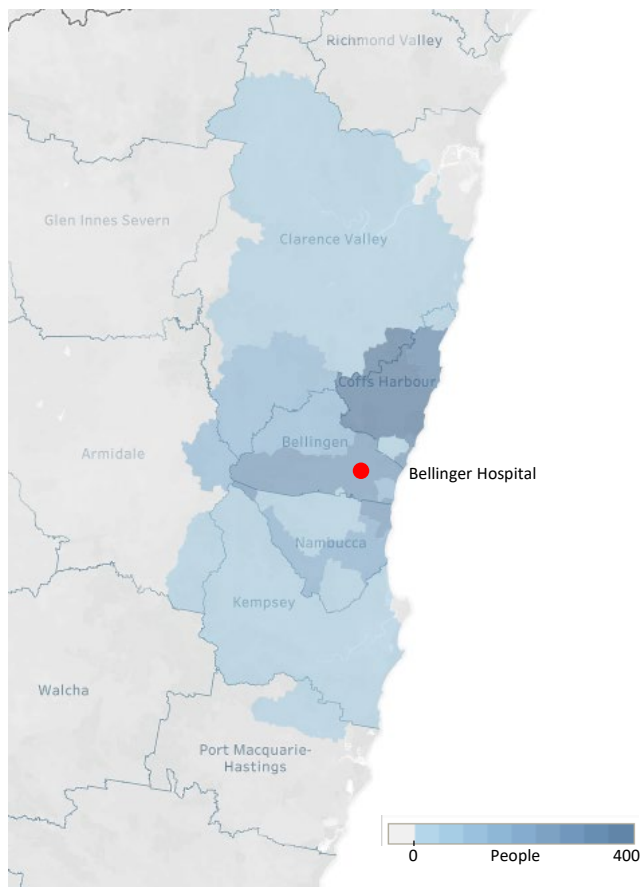 Richmond Valley
Glen Innes Severn
Clarence Valley
Coffs Harbour
Bellingen
Armidale
Bellinger Hospital
Nambucca
Kempsey
Walcha
Port Macquarie-
Hastings
0 People 400